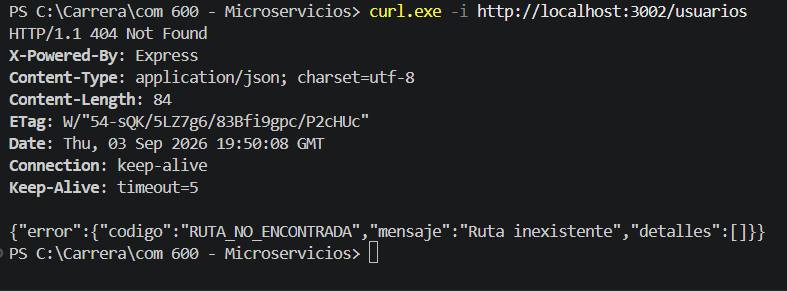 PS C:\Carrera\com 600 - Microservicios> curl.exe -i http://localhost:3002/usuarios
HTTP/1.1 404 Not Found
X-Powered-By: Express
Content-Type: application/json; charset=utf-8
Content-Length: 84
ETag: W/"54-sQK/5LZ7g6/83Bfi9gpc/P2cHUc"
Date: Thu, 03 Sep 2026 19:50:08 GMT
Connection: keep-alive
Keep-Alive: timeout=5

{"error":{"codigo":"RUTA_NO_ENCONTRADA","mensaje":"Ruta inexistente","detalles":[]}}
PS C:\Carrera\com 600 - Microservicios>